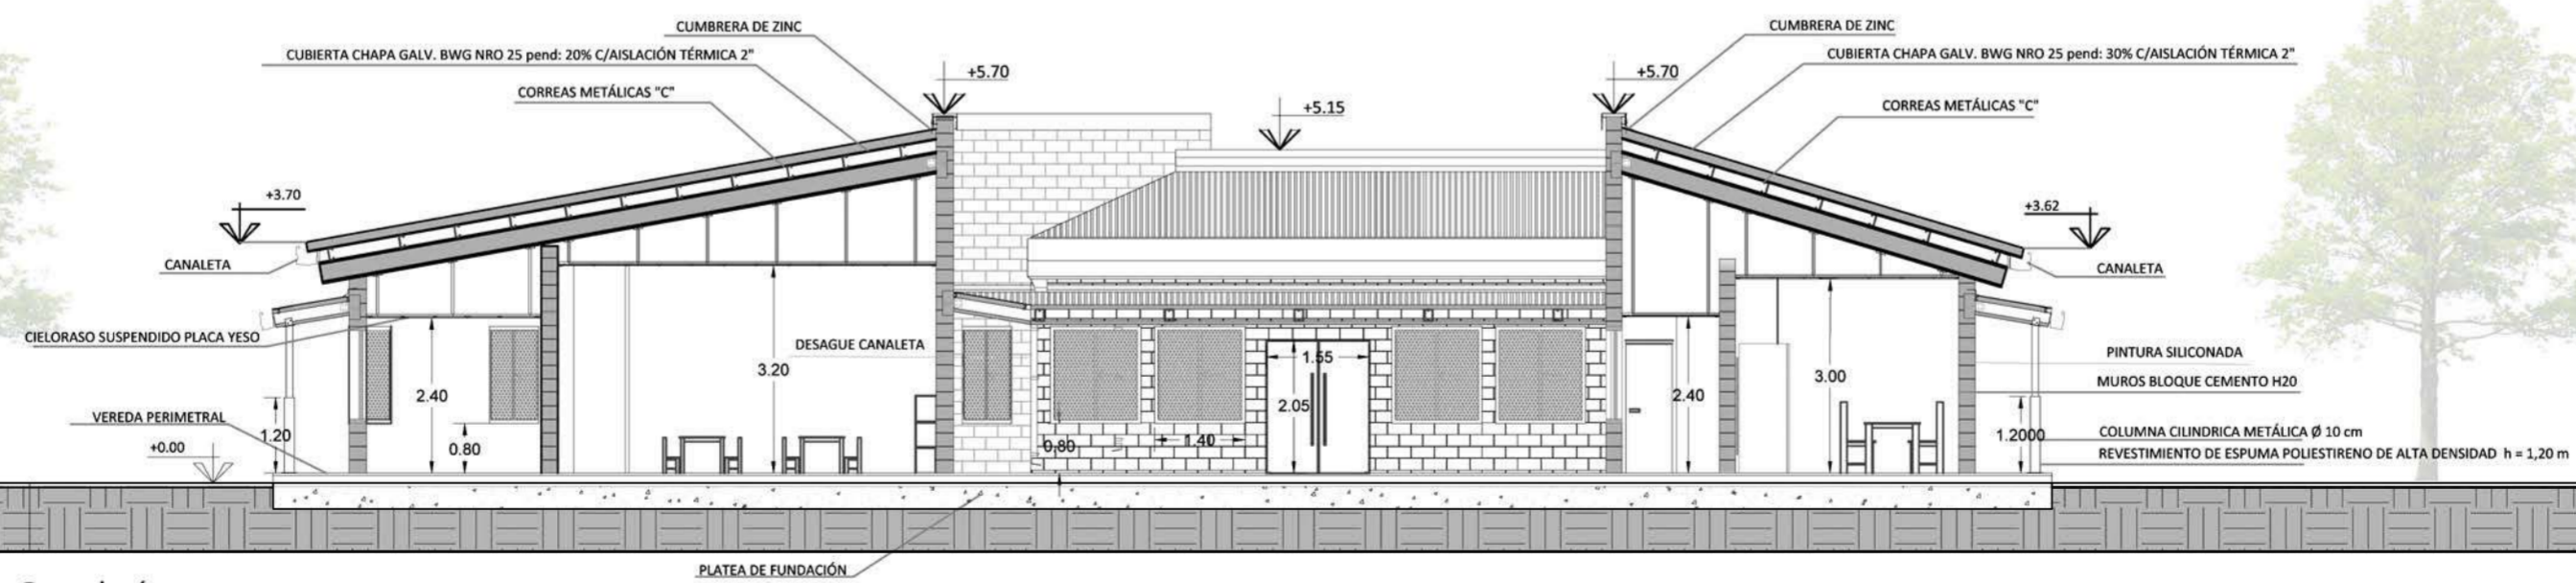 CUMBRERA DE ZINC
CUBIERTA CHAPA GALV. BWG NRO 25 pend: 20% C/AISLACIÓN TÉRMICA 2"
CORREAS METÁLICAS "C"
+5.70
+5.15
+5.70
CUMBRERA DE ZINC
CUBIERTA CHAPA GALV. BWG NRO 25 pend: 30% C/AISLACIÓN TÉRMICA 2"
CORREAS METÁLICAS "C"
+3.70
+3.62
CANALETA
CANALETA
CIELORASO SUSPENDIDO PLACA YESO
DESAGUE CANALETA
PINTURA SILICONADA
MUROS BLOQUE CEMENTO H20
2.40
3.20
1.55
2.05
2.40
3.00
VEREDA PERIMETRAL
+0.00
1.20
0.80
0.80
1.40
1.2000
COLUMNA CILINDRICA METÁLICA Ø 10 cm
REVESTIMIENTO DE ESPUMA POLIESTIRENO DE ALTA DENSIDAD h = 1,20 m
PLATEA DE FUNDACIÓN